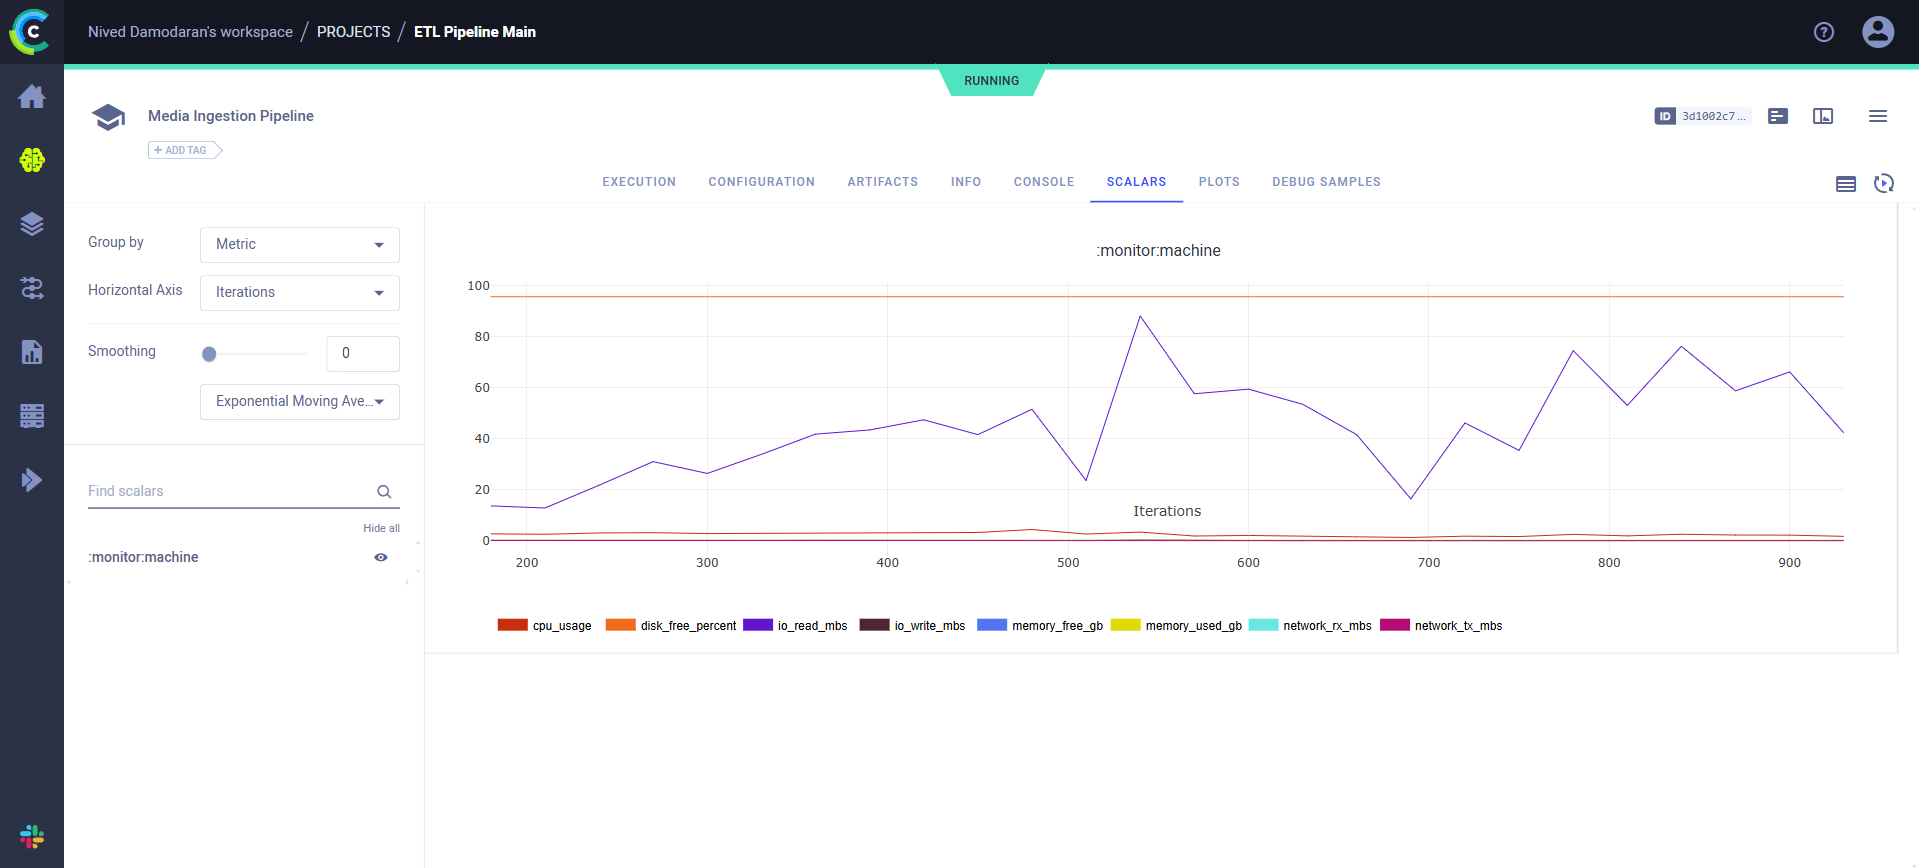 Nived Damodaran's workspace / PROJECTS / ETL Pipeline Main
?
RUNNING
Media Ingestion Pipeline
ID 3d1002c7...
+ ADD TAG
EXECUTION CONFIGURATION ARTIFACTS INFO CONSOLE SCALARS PLOTS DEBUG SAMPLES
Group by Metric
Horizontal Axis Iterations
Smoothing 0
Exponential Moving Ave...
Find scalars
Hide all
:monitor:machine
:monitor:machine
100
80
60
40
20
0
Iterations
200 300 400 500 600 700 800 900
cpu_usage disk_free_percent io_read_mbs io_write_mbs memory_free_gb memory_used_gb network_rx_mbs network_tx_mbs